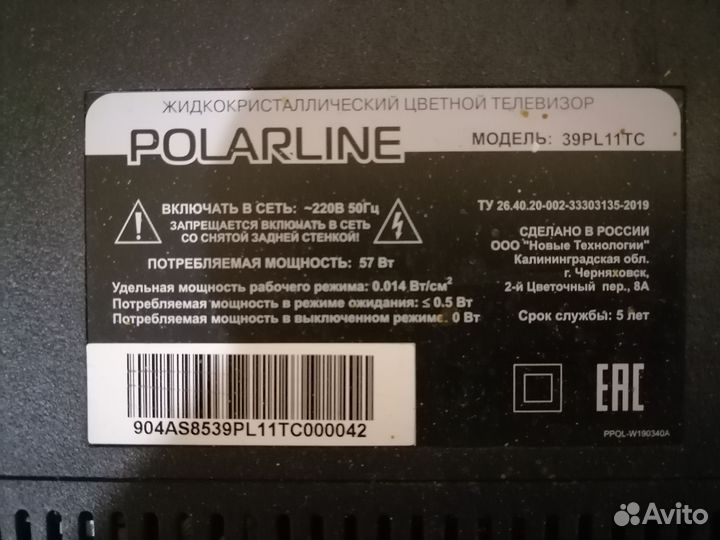 ЖИДКОКРИСТАЛЛИЧЕСКИЙ ЦВЕТНОЙ ТЕЛЕВИЗОР
POLARLINE
МОДЕЛЬ: 39PL11TC
ВКЛЮЧАТЬ В СЕТЬ: ~220В 50Гц
ЗАПРЕЩАЕТСЯ ВКЛЮЧАТЬ В СЕТЬ
СО СНЯТОЙ ЗАДНЕЙ СТЕНКОЙ!
ПОТРЕБЛЯЕМАЯ МОЩНОСТЬ: 57 Вт
Удельная мощность рабочего режима: 0.014 Вт/см²
Потребляемая мощность в режиме ожидания: ≤ 0.5 Вт
Потребляемая мощность в выключенном режиме: 0 Вт
ТУ 26.40.20-002-33303135-2019
СДЕЛАНО В РОССИИ
ООО "Новые Технологии"
Калининградская обл.
г. Черняховск,
2-й Цветочный пер., 8А
Срок службы: 5 лет
904AS8539PL11TC000042
EAC
PPOL-W190340A
Avito